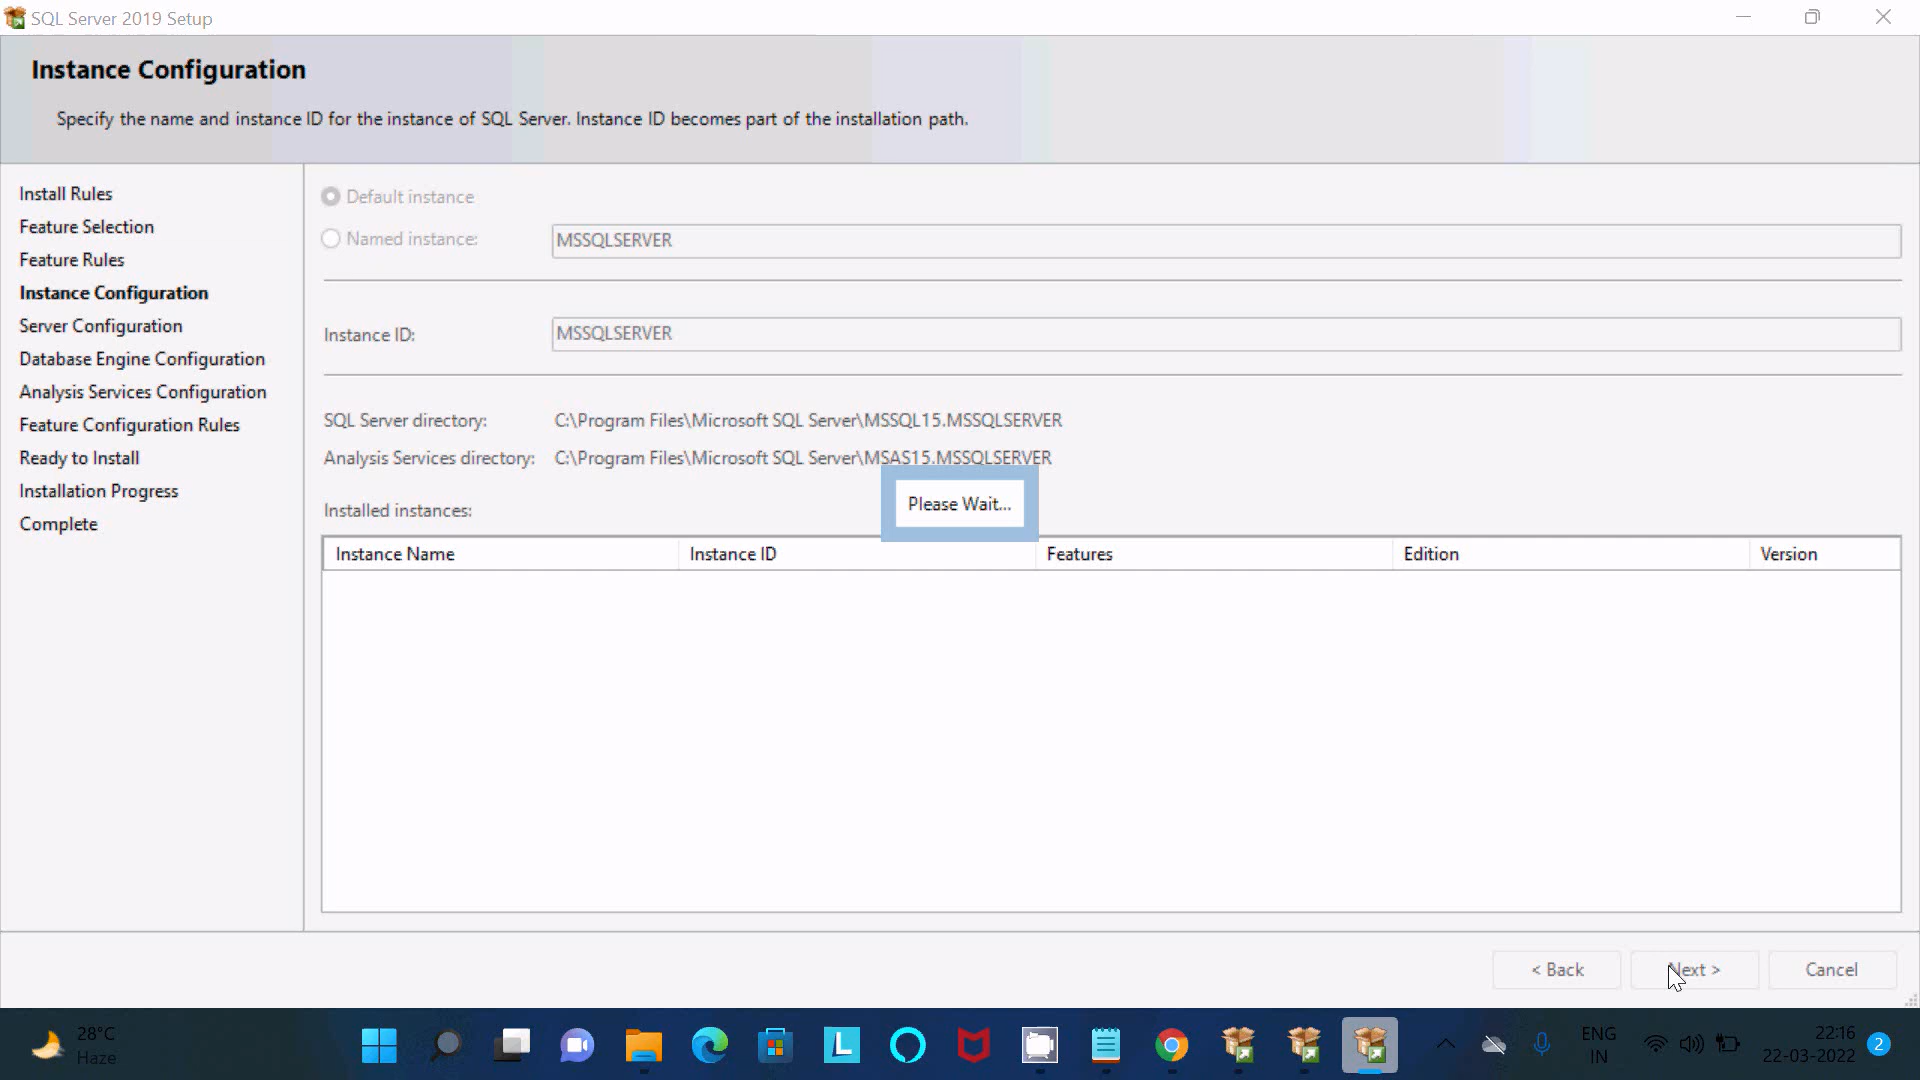 SQL Server 2019 Setup
Instance Configuration
Specify the name and instance ID for the instance of SQL Server. Instance ID becomes part of the installation path.
Install Rules
Feature Selection
Feature Rules
Instance Configuration
Server Configuration
Database Engine Configuration
Analysis Services Configuration
Feature Configuration Rules
Ready to Install
Installation Progress
Complete
Default instance
Named instance: MSSQLSERVER
Instance ID: MSSQLSERVER
SQL Server directory: C:\Program Files\Microsoft SQL Server\MSSQL15.MSSQLSERVER
Analysis Services directory: C:\Program Files\Microsoft SQL Server\MSAS15.MSSQLSERVER
Please Wait...
Installed instances:
Instance Name Instance ID Features Edition Version
< Back Next > Cancel
28°C
Haze
L
ENG
IN
22:16
22-03-2022
2